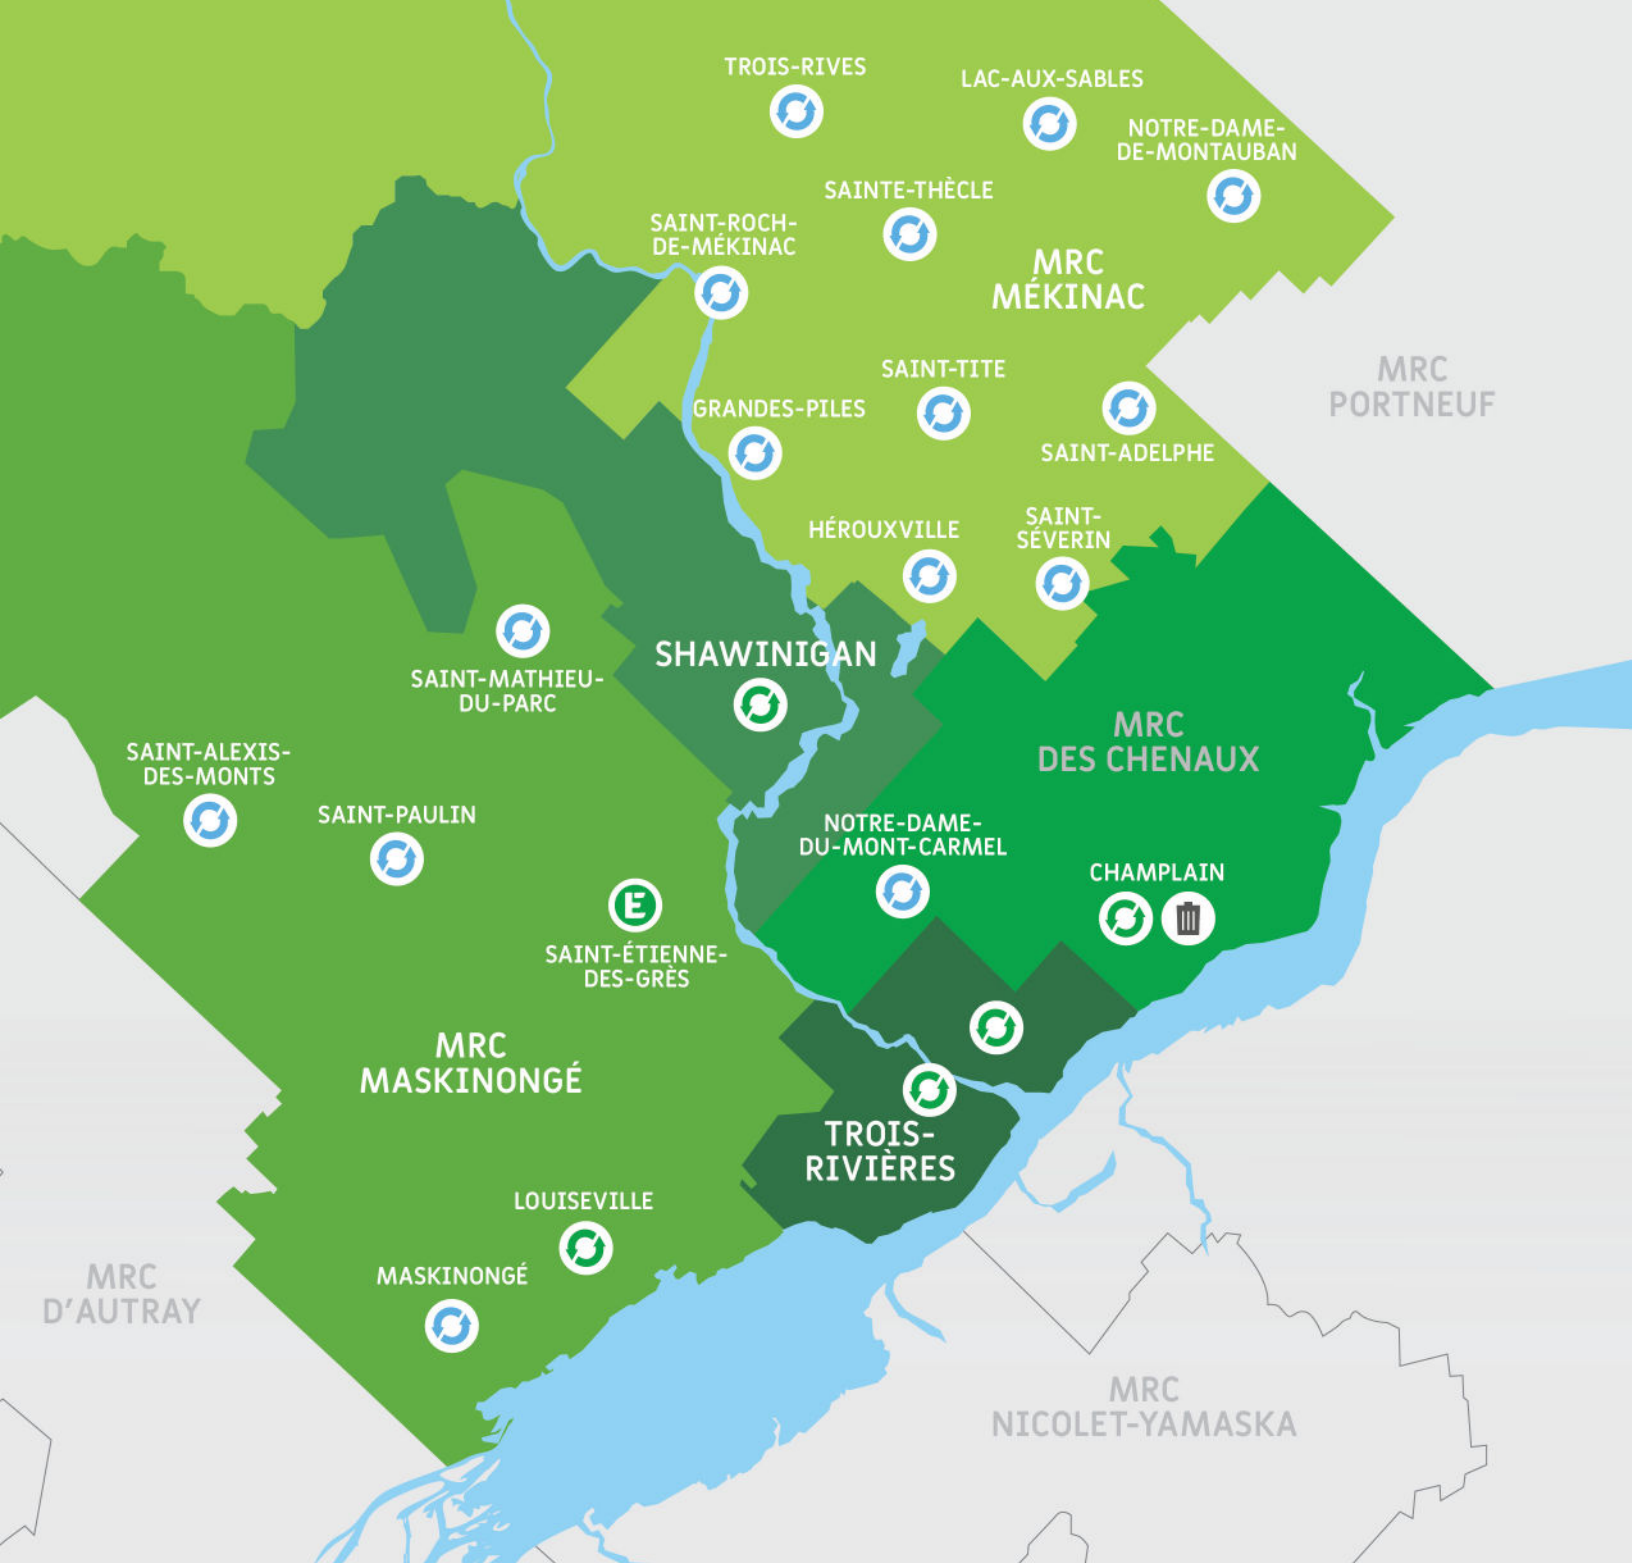 TROIS-RIVES
LAC-AUX-SABLES
NOTRE-DAME-
DE-MONTAUBAN
SAINTE-THÈCLE
SAINT-ROCH-
DE-MÉKINAC
MRC
MÉKINAC
MRC
PORTNEUF
SAINT-TITE
GRANDES-PILES
SAINT-ADELPHE
HÉROUXVILLE
SAINT-
SÉVERIN
SHAWINIGAN
SAINT-MATHIEU-
DU-PARC
MRC
DES CHENAUX
SAINT-ALEXIS-
DES-MONTS
SAINT-PAULIN
NOTRE-DAME-
DU-MONT-CARMEL
CHAMPLAIN
E
SAINT-ÉTIENNE-
DES-GRÈS
MRC
MASKINONGÉ
TROIS-
RIVIÈRES
LOUISEVILLE
MASKINONGÉ
MRC
D'AUTRAY
MRC
NICOLET-YAMASKA